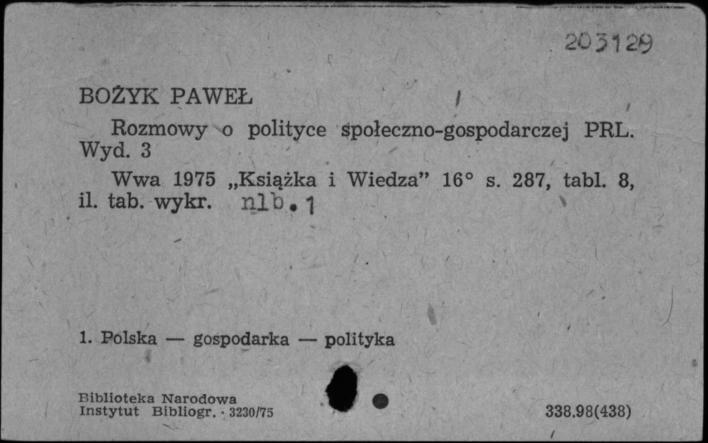 203129
BOŻYK PAWEŁ
Rozmowy o polityce społeczno-gospodarczej PRL.
Wyd. 3
Wwa 1975 „Książka i Wiedza” 16° s. 287, tabl. 8,
il. tab. wykr. nlb. 1
1. Polska — gospodarka — polityka
Biblioteka Narodowa
Instytut Bibliogr. · 3230/75
338.98(438)